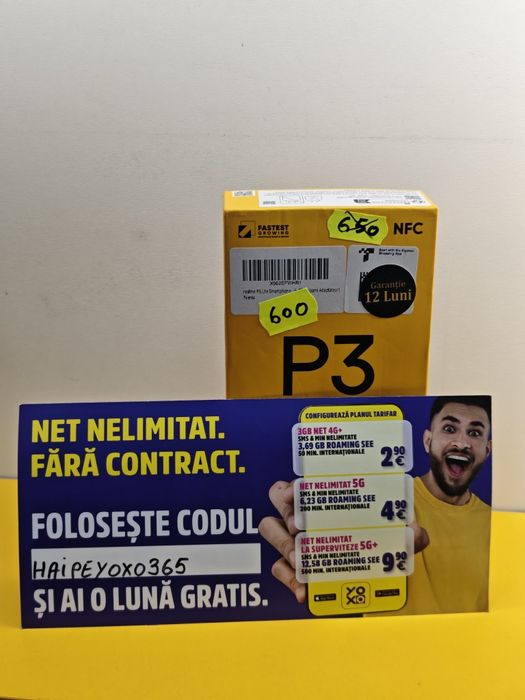 650
NFC
FASTEST
GROWING
Garanție
12 Luni
600
P3
NET NELIMITAT.
FĂRĂ CONTRACT.
FOLOSEȘTE CODUL
HAiPEYOXO365
ȘI AI O LUNĂ GRATIS.
CONFIGUREAZĂ PLANUL TARIFAR
3GB NET 4G+
SMS & MIN NELIMITATE
3,69 GB ROAMING SEE
50 MIN. INTERNAȚIONALE
2,90 €
NET NELIMITAT 5G
SMS & MIN NELIMITATE
6,23 GB ROAMING SEE
200 MIN. INTERNAȚIONALE
4,90 €
NET NELIMITAT
LA SUPERVITEZE 5G+
SMS & MIN NELIMITATE
12,58 GB ROAMING SEE
500 MIN. INTERNAȚIONALE
9,90 €
YOXO